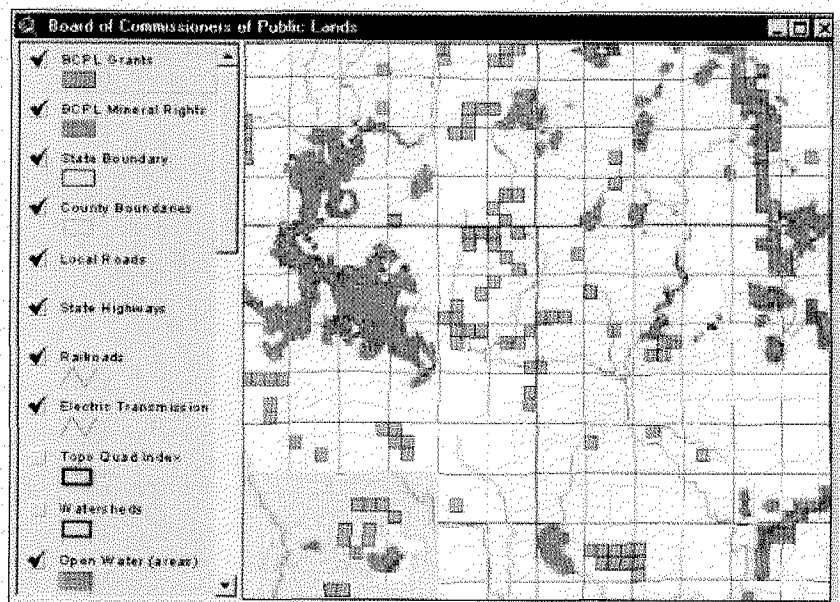 Board of Commissioners of Public Lands
BCPL Grants
BCPL Mineral Rights
State Boundary
County Boundaries
Local Roads
State Highways
Railroads
Electric Transmission
Topo Quad Index
Watersheds
Open Water (areas)